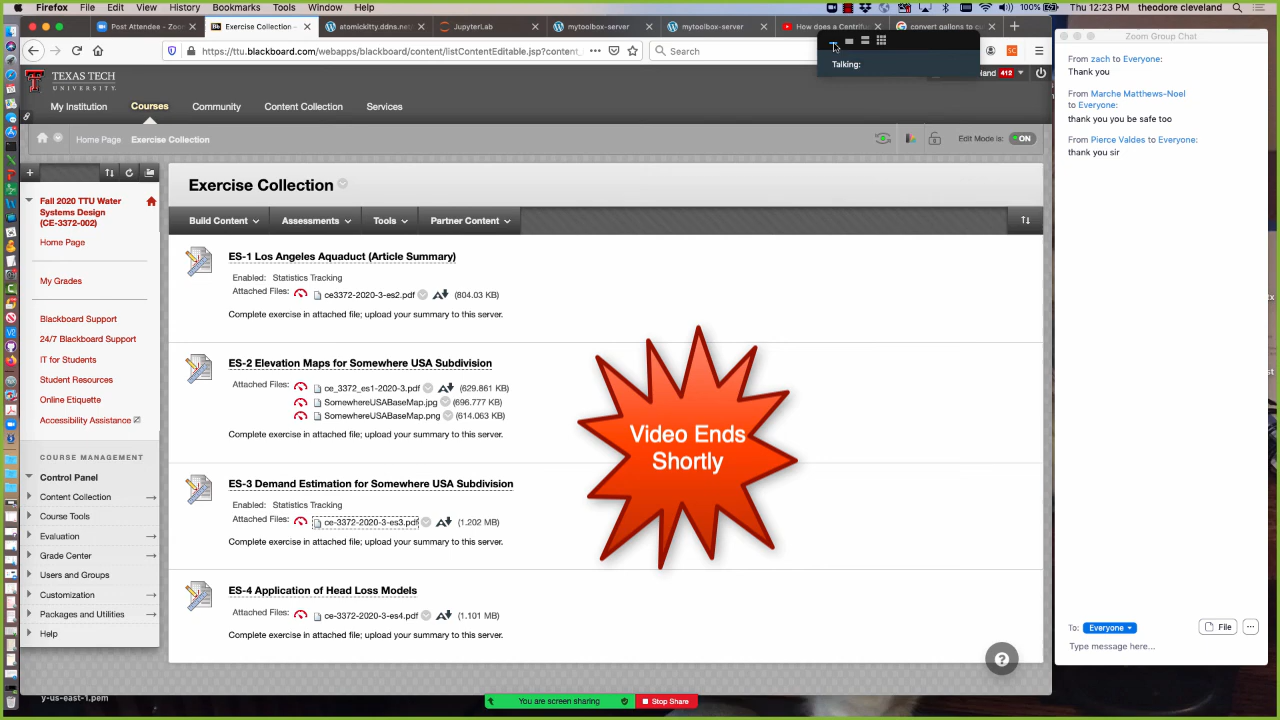 Firefox File Edit View History Bookmarks Tools Window Help
100% Thu 12:23 PM theodore cleveland
Post Attendee - Zoom
Exercise Collection –
atomickitty.ddns.net
JupyterLab
mytoolbox-server
mytoolbox-server
How does a Centrifug
convert gallons to cu
https://ttu.blackboard.com/webapps/blackboard/content/listContentEditable.jsp?content_
Search
Talking:
TEXAS TECH
UNIVERSITY
412
My Institution Courses Community Content Collection Services
Home Page Exercise Collection
Edit Mode is: ON
Fall 2020 TTU Water
Systems Design
(CE-3372-002)
Home Page
My Grades
Blackboard Support
24/7 Blackboard Support
IT for Students
Student Resources
Online Etiquette
Accessibility Assistance
COURSE MANAGEMENT
Control Panel
Content Collection
Course Tools
Evaluation
Grade Center
Users and Groups
Customization
Packages and Utilities
Help
Exercise Collection
Build Content Assessments Tools Partner Content
ES-1 Los Angeles Aquaduct (Article Summary)
Enabled: Statistics Tracking
Attached Files: ce3372-2020-3-es2.pdf (804.03 KB)
Complete exercise in attached file; upload your summary to this server.
ES-2 Elevation Maps for Somewhere USA Subdivision
Attached Files: ce_3372_es1-2020-3.pdf (629.861 KB)
SomewhereUSABaseMap.jpg (696.777 KB)
SomewhereUSABaseMap.png (614.063 KB)
Complete exercise in attached file; upload your summary to this server.
ES-3 Demand Estimation for Somewhere USA Subdivision
Enabled: Statistics Tracking
Attached Files: ce-3372-2020-3-es3.pdf (1.202 MB)
Complete exercise in attached file; upload your summary to this server.
ES-4 Application of Head Loss Models
Attached Files: ce-3372-2020-3-es4.pdf (1.101 MB)
Complete exercise in attached file; upload your summary to this server.
Video Ends
Shortly
Zoom Group Chat
From zach to Everyone:
Thank you
From Marche Matthews-Noel
to Everyone:
thank you you be safe too
From Pierce Valdes to Everyone:
thank you sir
To: Everyone
File
Type message here...
y-us-east-1.pem
You are screen sharing
Stop Share